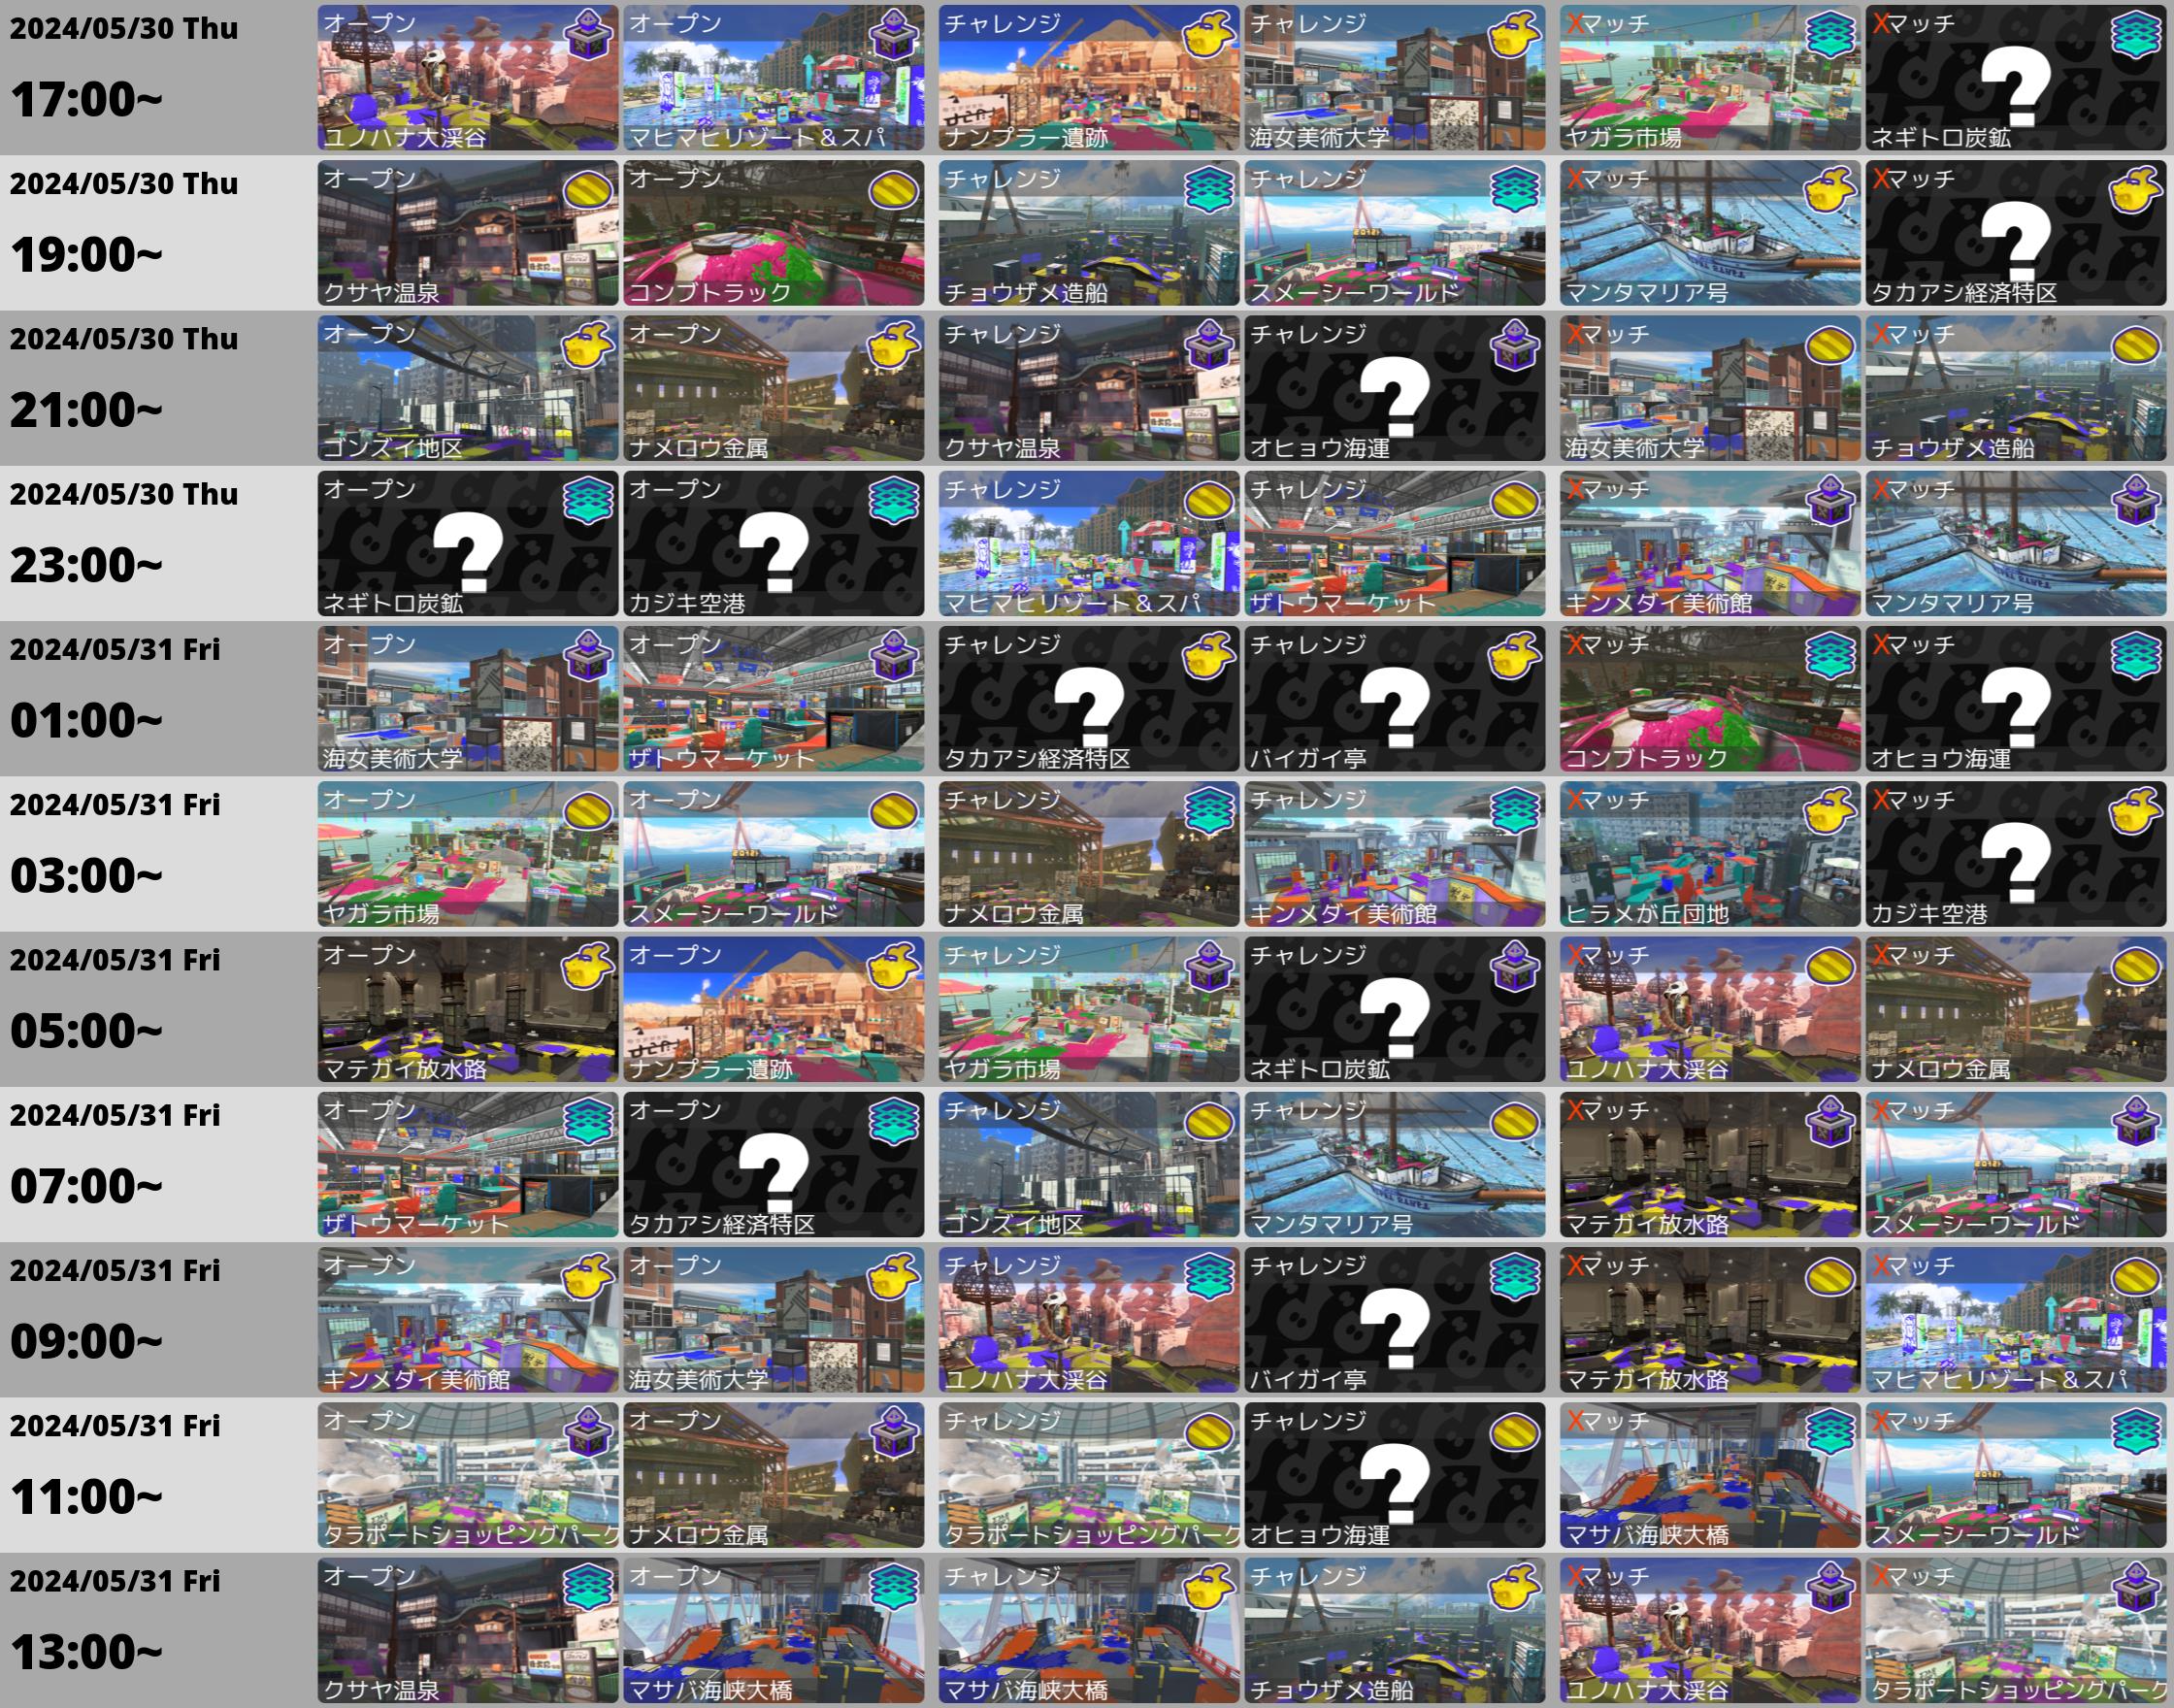 2024/05/30 Thu
17:00~
オープン オープン チャレンジ チャレンジ Xマッチ Xマッチ
ユノハナ大渓谷 マヒマヒリゾート＆スパ ナンプラー遺跡 海女美術大学 ヤガラ市場 ネギトロ炭鉱
2024/05/30 Thu
19:00~
オープン オープン チャレンジ チャレンジ Xマッチ Xマッチ
クサヤ温泉 コンブトラック チョウザメ造船 スメーシーワールド マンタマリア号 タカアシ経済特区
2024/05/30 Thu
21:00~
オープン オープン チャレンジ チャレンジ Xマッチ Xマッチ
ゴンズイ地区 ナメロウ金属 クサヤ温泉 オヒョウ海運 海女美術大学 チョウザメ造船
2024/05/30 Thu
23:00~
オープン オープン チャレンジ チャレンジ Xマッチ Xマッチ
ネギトロ炭鉱 カジキ空港 マヒマヒリゾート＆スパ ザトウマーケット キンメダイ美術館 マンタマリア号
2024/05/31 Fri
01:00~
オープン オープン チャレンジ チャレンジ Xマッチ Xマッチ
海女美術大学 ザトウマーケット タカアシ経済特区 バイガイ亭 コンブトラック オヒョウ海運
2024/05/31 Fri
03:00~
オープン オープン チャレンジ チャレンジ Xマッチ Xマッチ
ヤガラ市場 スメーシーワールド ナメロウ金属 キンメダイ美術館 ヒラメが丘団地 カジキ空港
2024/05/31 Fri
05:00~
オープン オープン チャレンジ チャレンジ Xマッチ Xマッチ
マテガイ放水路 ナンプラー遺跡 ヤガラ市場 ネギトロ炭鉱 ユノハナ大渓谷 ナメロウ金属
2024/05/31 Fri
07:00~
オープン オープン チャレンジ チャレンジ Xマッチ Xマッチ
ザトウマーケット タカアシ経済特区 ゴンズイ地区 マンタマリア号 マテガイ放水路 スメーシーワールド
2024/05/31 Fri
09:00~
オープン オープン チャレンジ チャレンジ Xマッチ Xマッチ
キンメダイ美術館 海女美術大学 ユノハナ大渓谷 バイガイ亭 マテガイ放水路 マヒマヒリゾート＆スパ
2024/05/31 Fri
11:00~
オープン オープン チャレンジ チャレンジ Xマッチ Xマッチ
タラポートショッピングパーク ナメロウ金属 タラポートショッピングパーク オヒョウ海運 マサバ海峡大橋 スメーシーワールド
2024/05/31 Fri
13:00~
オープン オープン チャレンジ チャレンジ Xマッチ Xマッチ
クサヤ温泉 マサバ海峡大橋 マサバ海峡大橋 チョウザメ造船 ユノハナ大渓谷 タラポートショッピングパーク